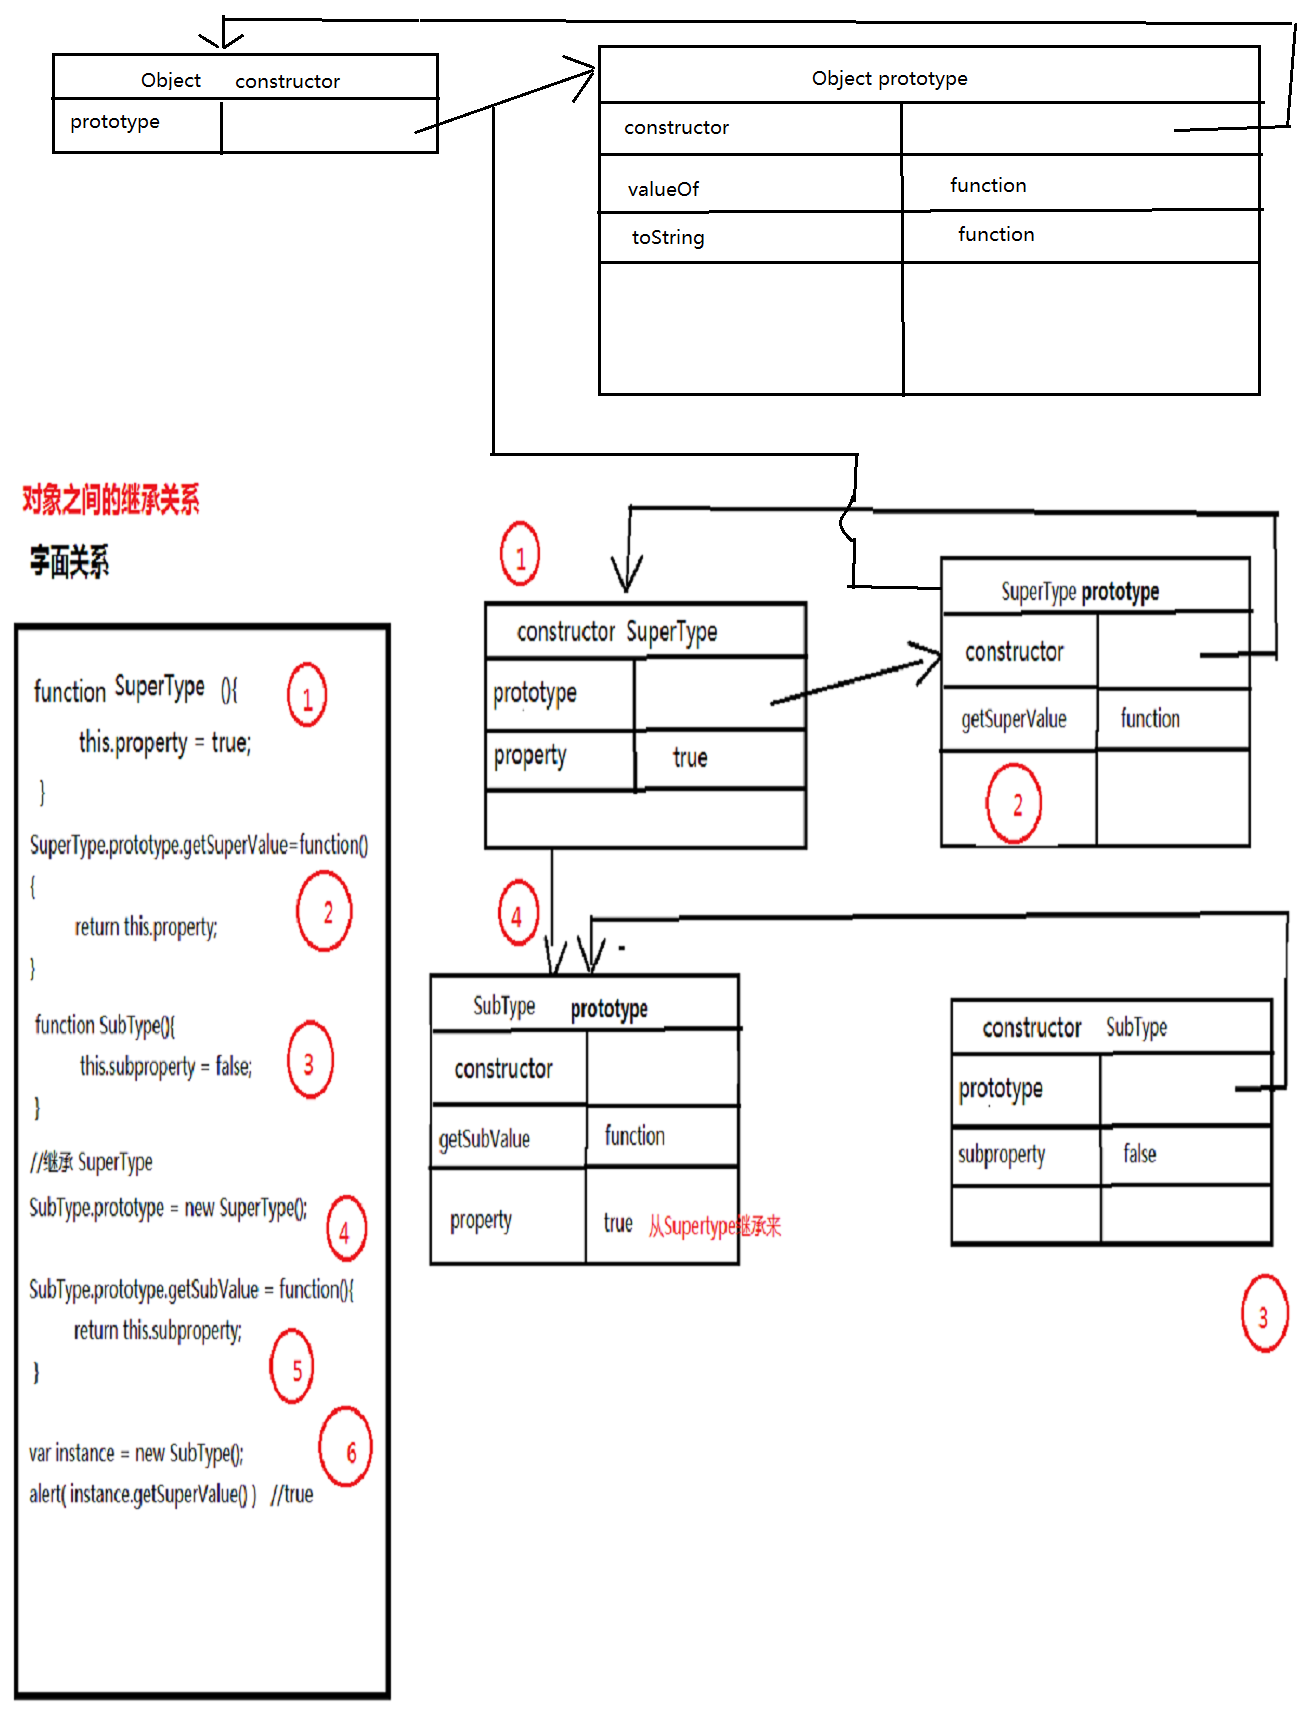 Object constructor
prototype
Object prototype
constructor
valueOf function
toString function
对象之间的继承关系
字面关系
function SuperType (){
1
this.property = true;
}
SuperType.prototype.getSuperValue=function()
{
2
return this.property;
}
function SubType(){
3
this.subproperty = false;
}
//继承 SuperType
SubType.prototype = new SuperType();
4
SubType.prototype.getSubValue = function(){
return this.subproperty;
5
}
6
var instance = new SubType();
alert( instance.getSuperValue() ) //true
1
constructor SuperType
prototype
property true
SuperType prototype
constructor
getSuperValue function
2
4
SubType prototype
constructor
getSubValue function
property true 从Supertype继承来
constructor SubType
prototype
subproperty false
3